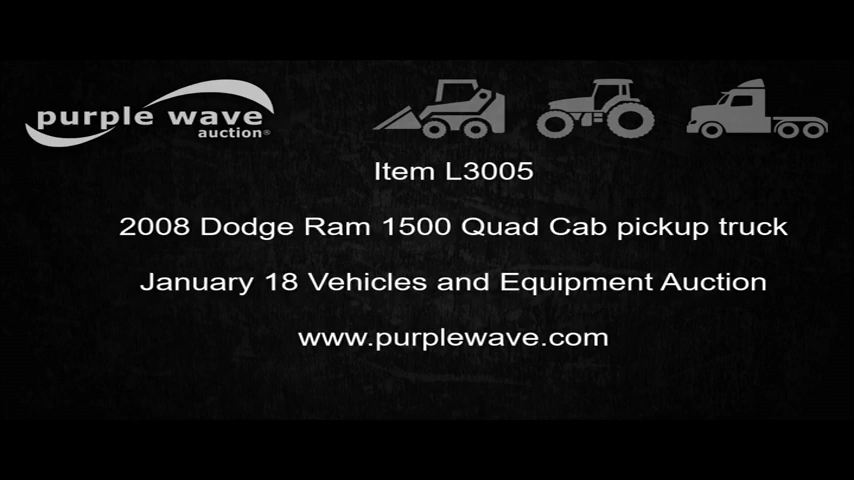 purple wave
auction®
Item L3005
2008 Dodge Ram 1500 Quad Cab pickup truck
January 18 Vehicles and Equipment Auction
www.purplewave.com